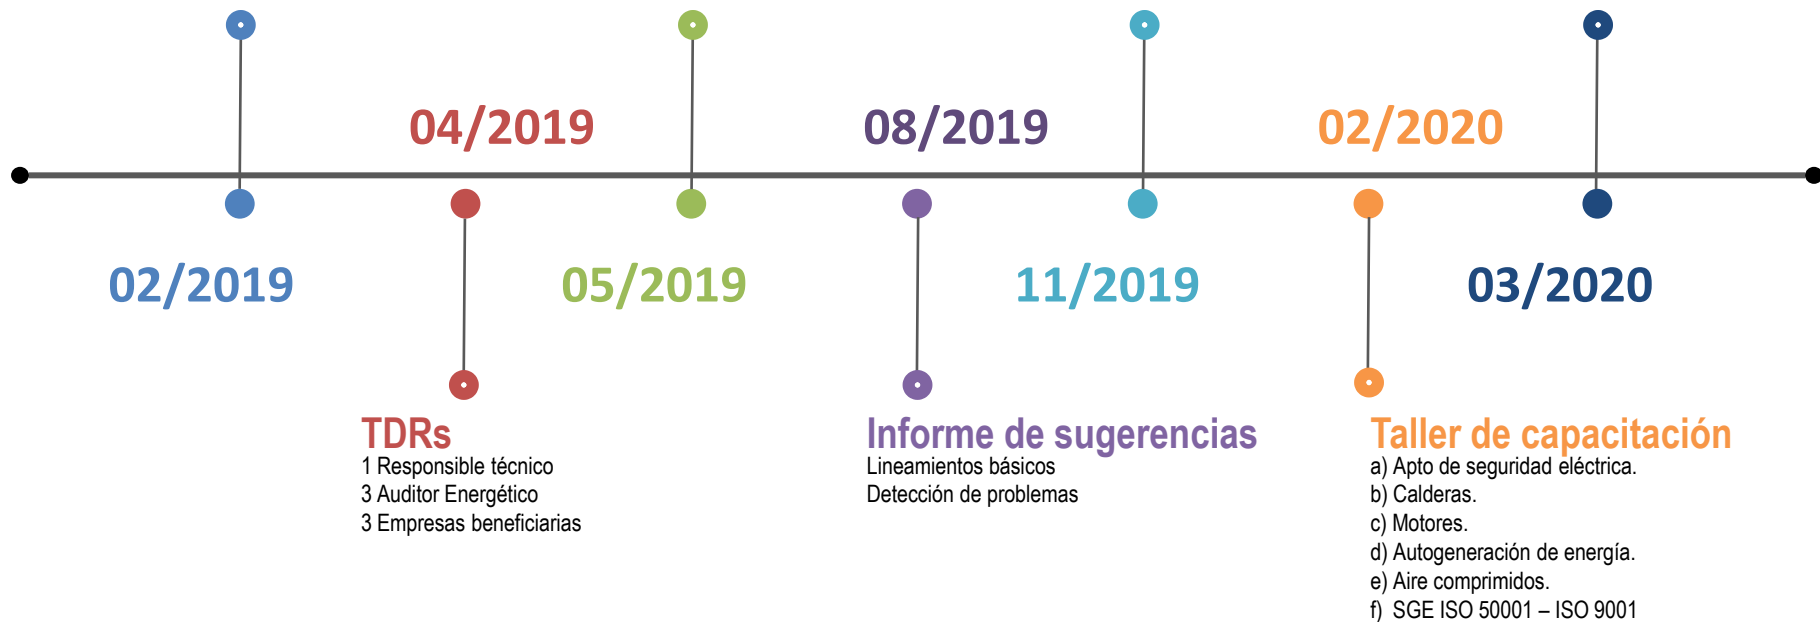 04/2019
08/2019
02/2020
02/2019
05/2019
11/2019
03/2020
TDRs
1 Responsible técnico
3 Auditor Energético
3 Empresas beneficiarias
Informe de sugerencias
Lineamientos básicos
Detección de problemas
Taller de capacitación
a) Apto de seguridad eléctrica.
b) Calderas.
c) Motores.
d) Autogeneración de energía.
e) Aire comprimidos.
f) SGE ISO 50001 – ISO 9001